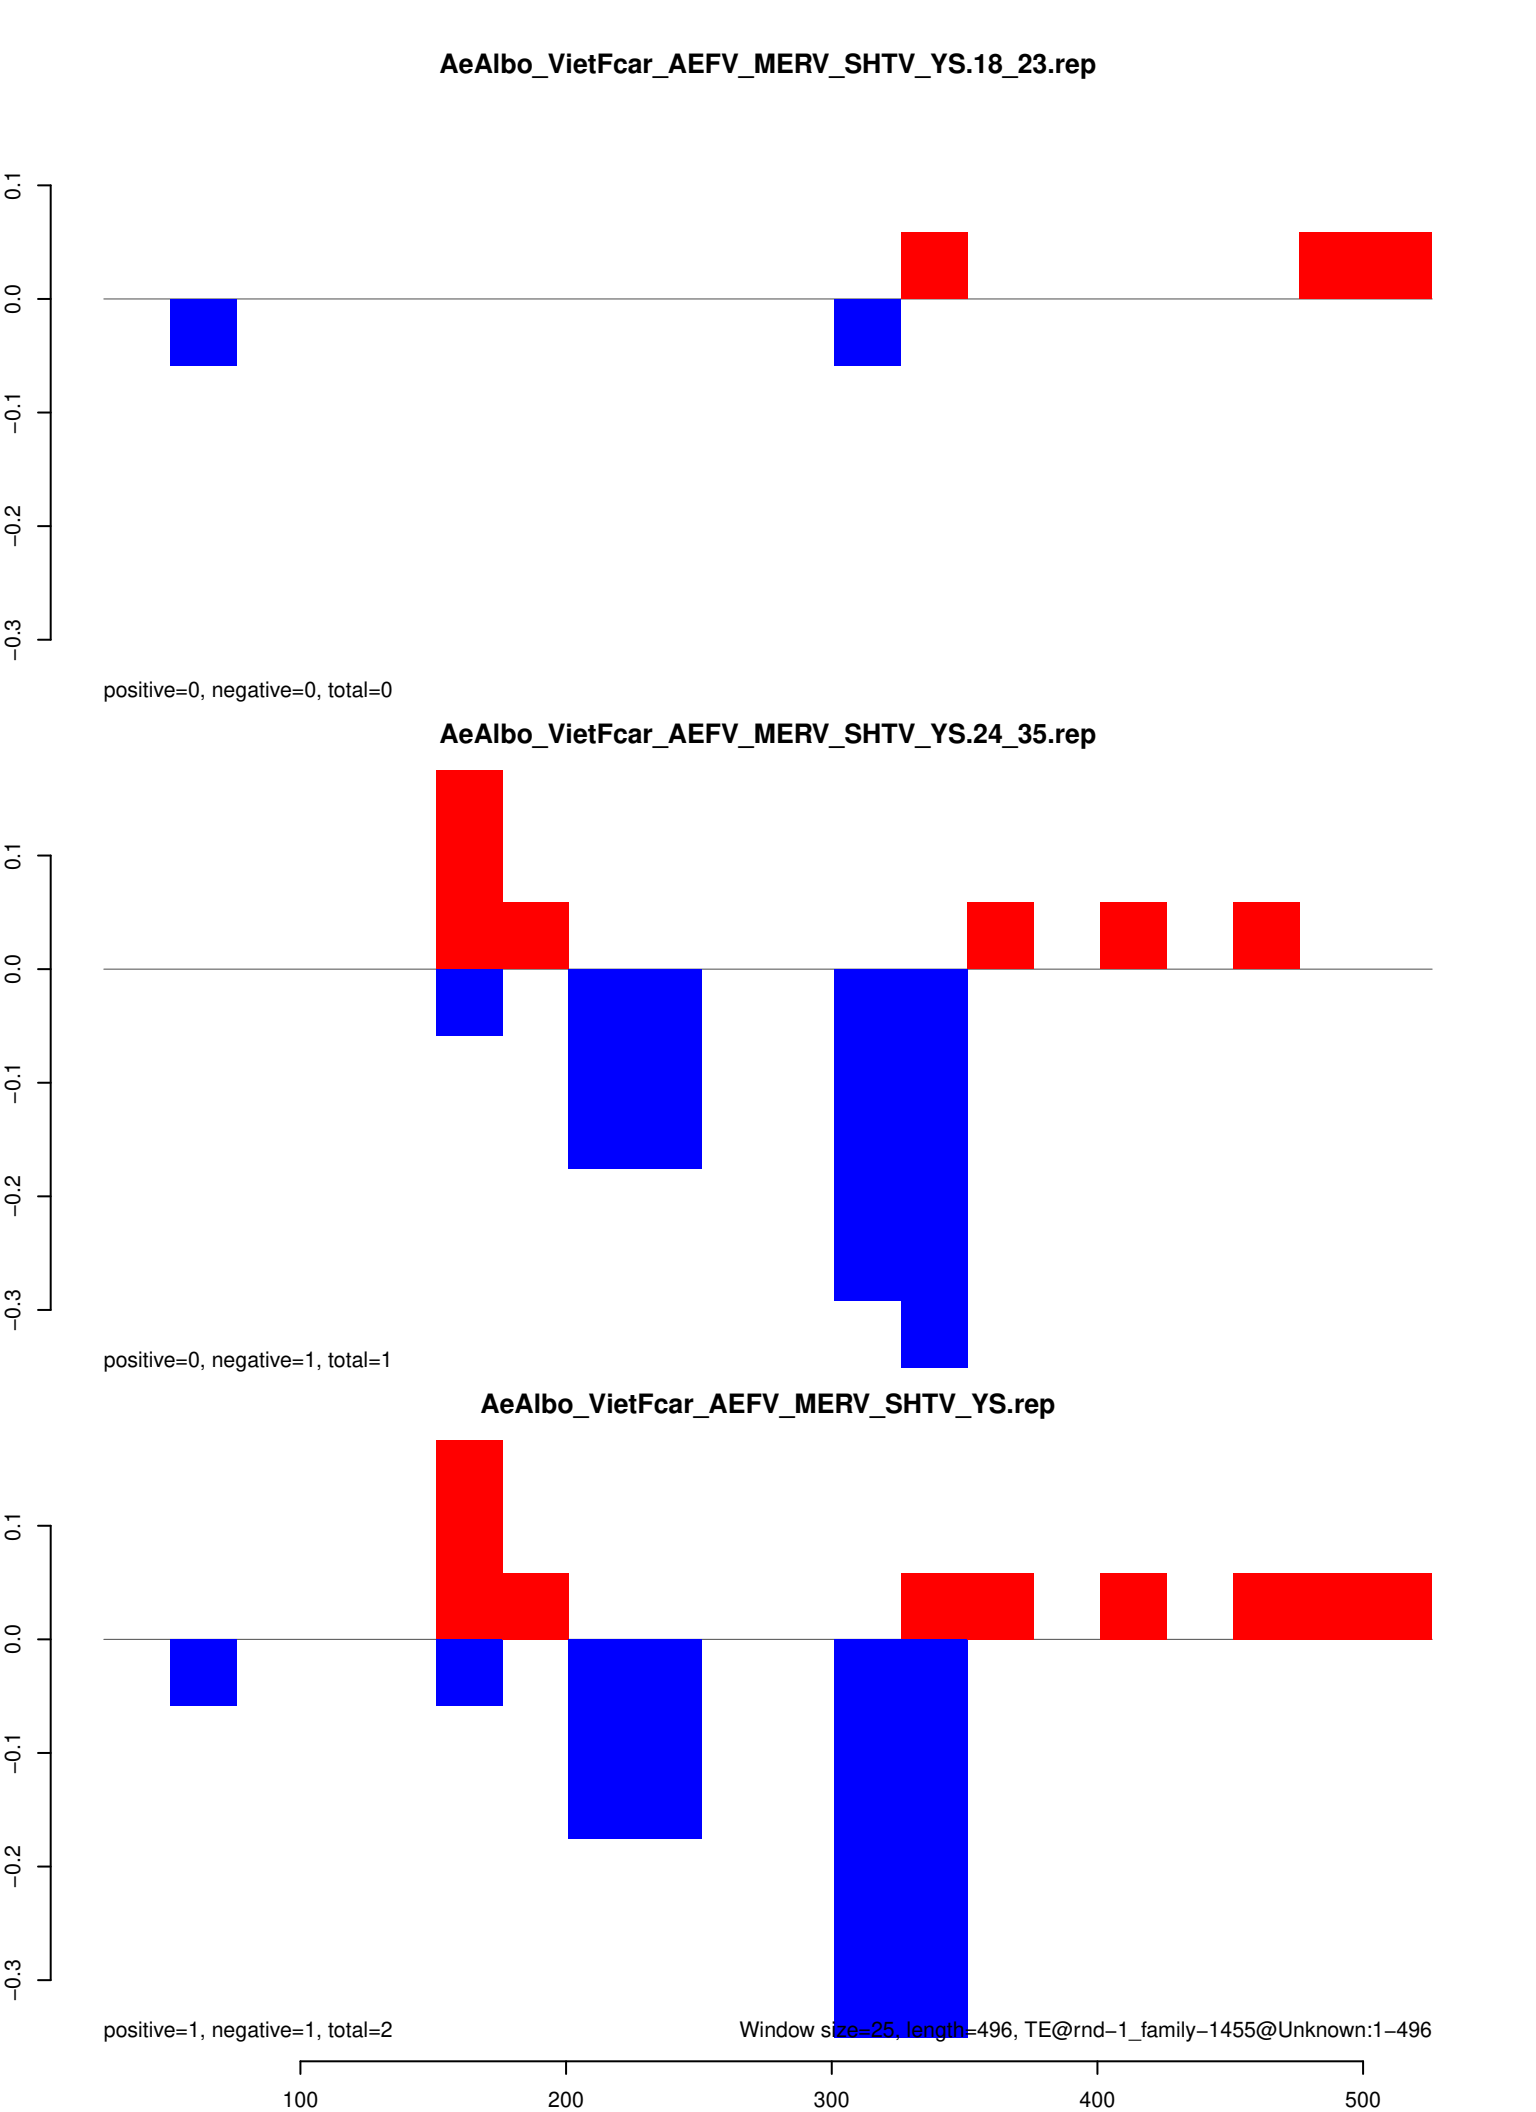 AeAlbo_VietFcar_AEFV_MERV_SHTV_YS.18_23.rep
0.1
0.0
−0.1
−0.2
−0.3
positive=0, negative=0, total=0
AeAlbo_VietFcar_AEFV_MERV_SHTV_YS.24_35.rep
0.1
0.0
−0.1
−0.2
−0.3
positive=0, negative=1, total=1
AeAlbo_VietFcar_AEFV_MERV_SHTV_YS.rep
0.1
0.0
−0.1
−0.2
−0.3
positive=1, negative=1, total=2
Window size=25, length=496, TE@rnd−1_family−1455@Unknown:1−496
100 200 300 400 500